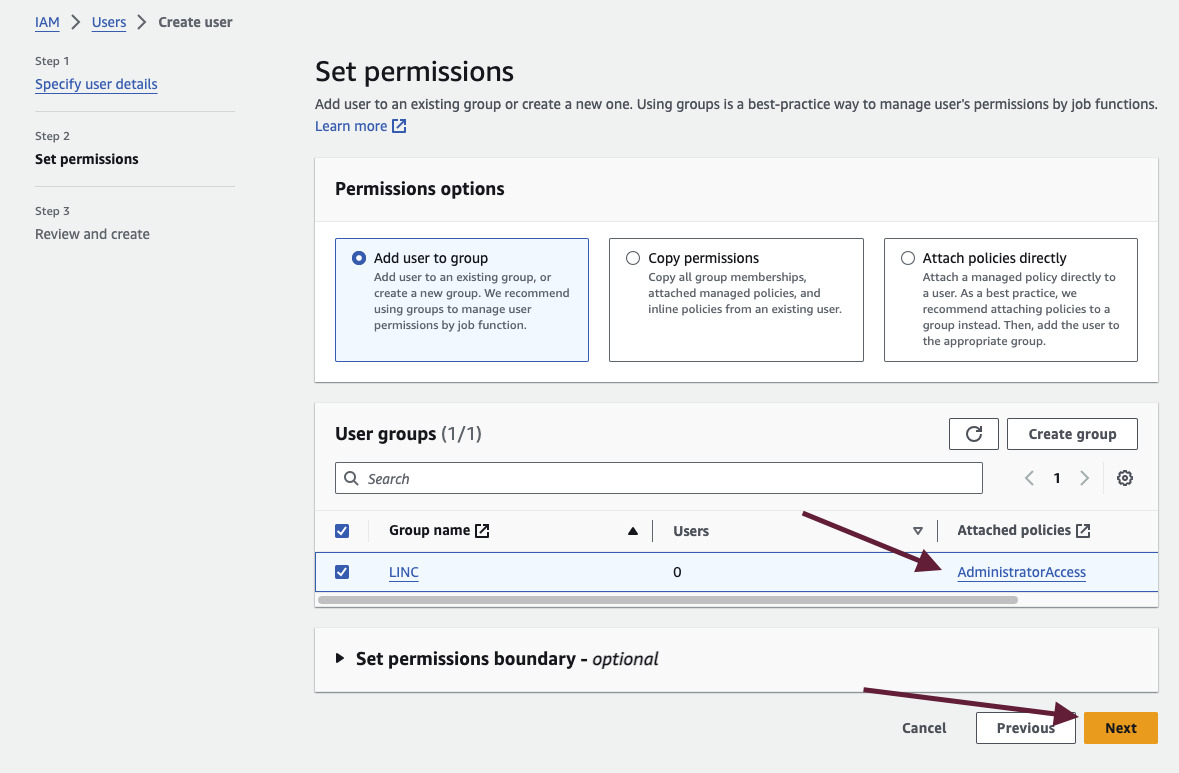 IAM > Users > Create user
Step 1
Specify user details
Step 2
Set permissions
Step 3
Review and create
Set permissions
Add user to an existing group or create a new one. Using groups is a best-practice way to manage user's permissions by job functions.
Learn more
Permissions options
Add user to group
Add user to an existing group, or
create a new group. We recommend
using groups to manage user
permissions by job function.
Copy permissions
Copy all group memberships,
attached managed policies, and
inline policies from an existing user.
Attach policies directly
Attach a managed policy directly to
a user. As a best practice, we
recommend attaching policies to a
group instead. Then, add the user to
the appropriate group.
User groups (1/1)
Create group
Search
1
Group name Users Attached policies
LINC 0 AdministratorAccess
Set permissions boundary - optional
Cancel Previous Next